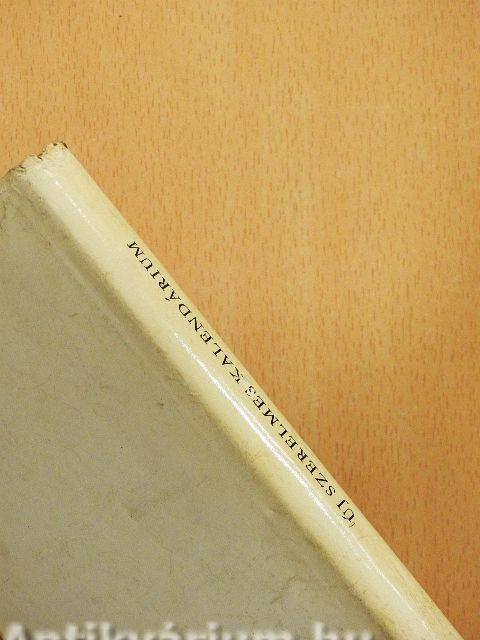 ÚJ SZERELMES KALENDÁRIUM
Antikvárium.hu